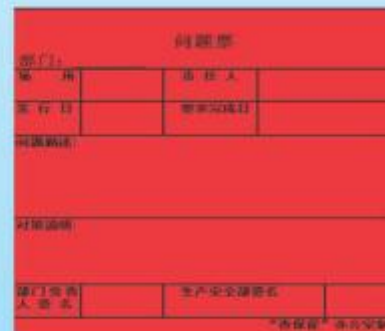 问题票
部门：
编 号 责 任 人
发 行 日 要求完成日
问题描述:
对策说明:
部门负责 生产安全部签名
人 签 名